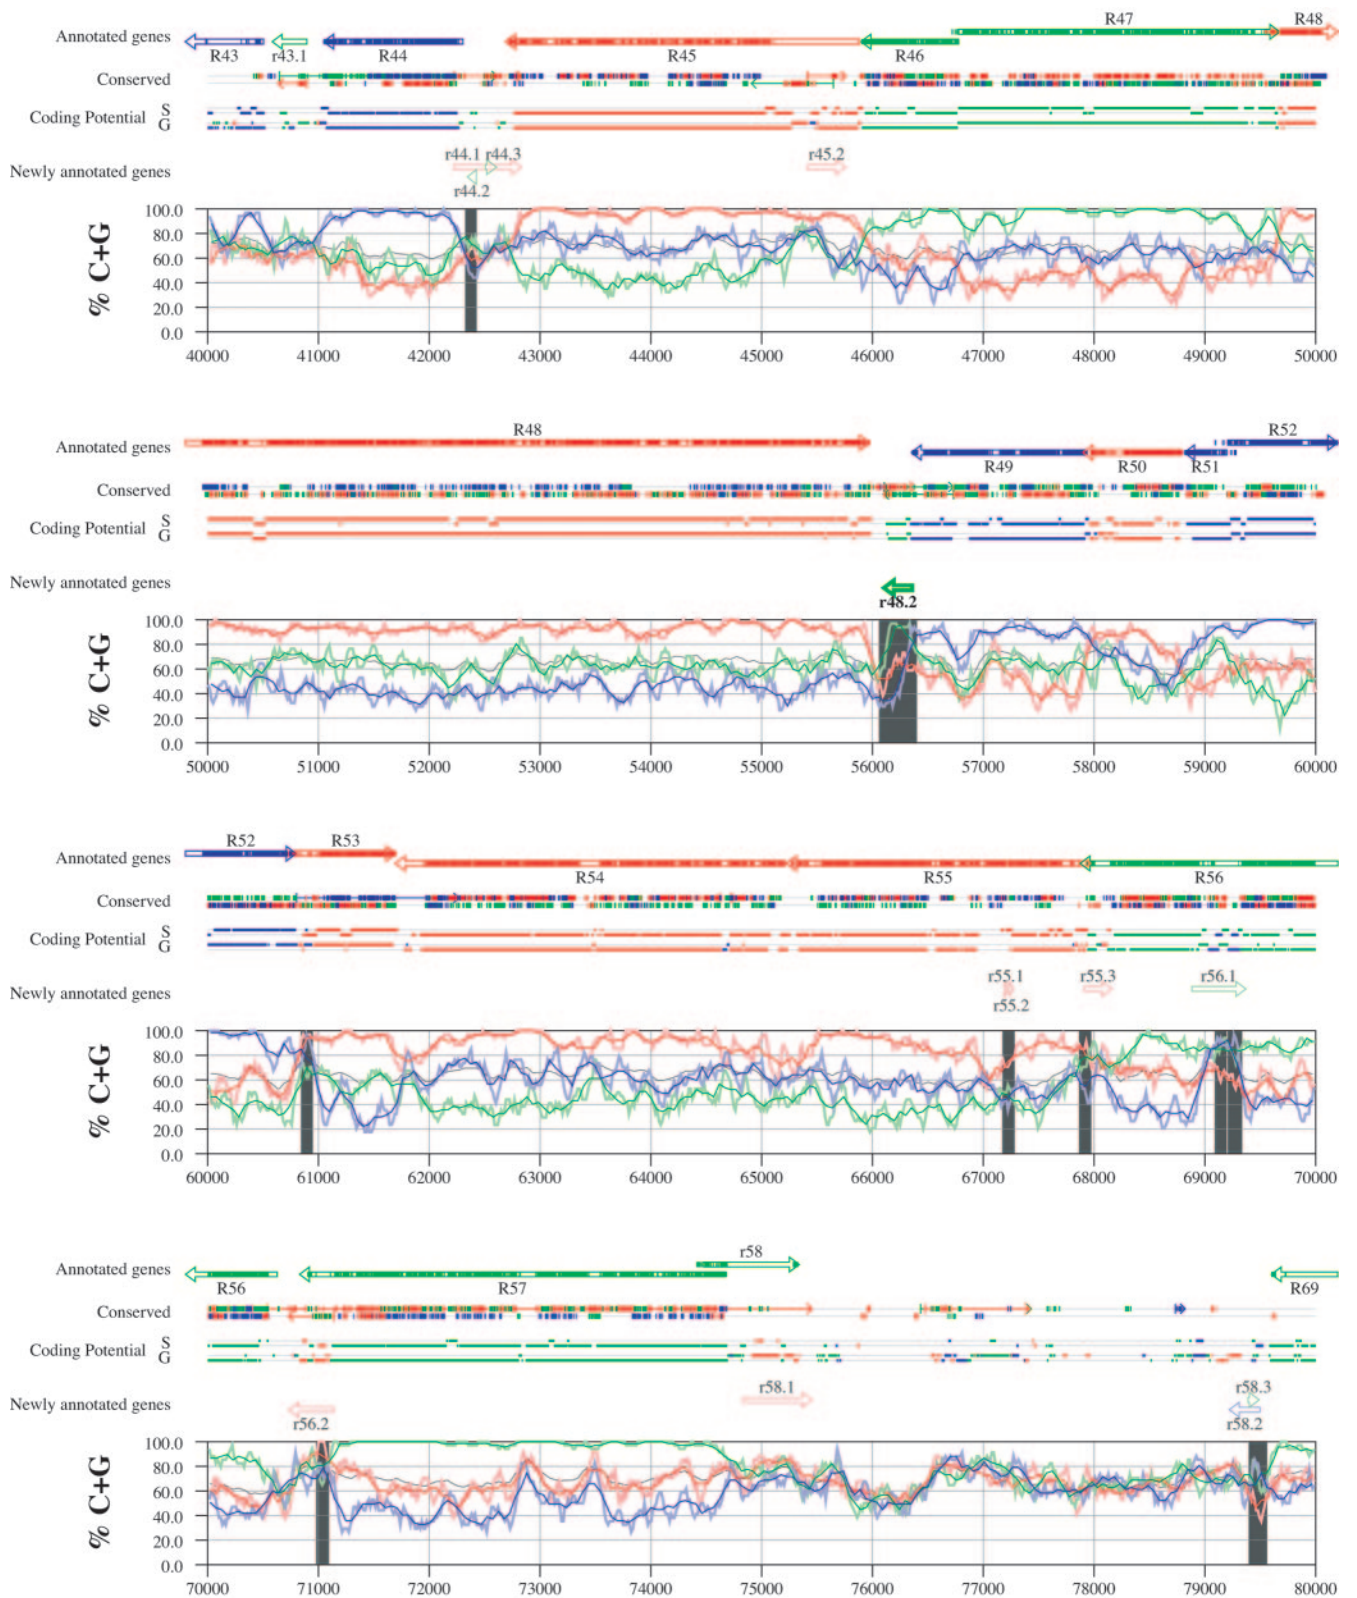 R47 R48
Annotated genes
R43 r43.1 R44 R45 R46
Conserved
Coding Potential S
G
r44.1 r44.3 r45.2
Newly annotated genes
r44.2
% C+G
100.0
80.0
60.0
40.0
20.0
0.0
40000 41000 42000 43000 44000 45000 46000 47000 48000 49000 50000
R48 R52
Annotated genes
R49 R50 R51
Conserved
Coding Potential S
G
Newly annotated genes
r48.2
% C+G
100.0
80.0
60.0
40.0
20.0
0.0
50000 51000 52000 53000 54000 55000 56000 57000 58000 59000 60000
R52 R53
Annotated genes
R54 R55 R56
Conserved
Coding Potential S
G
r55.1 r55.3 r56.1
Newly annotated genes
r55.2
% C+G
100.0
80.0
60.0
40.0
20.0
0.0
60000 61000 62000 63000 64000 65000 66000 67000 68000 69000 70000
r58
Annotated genes
R56 R57 R69
Conserved
Coding Potential S
G
r58.1 r58.3
Newly annotated genes
r56.2 r58.2
% C+G
100.0
80.0
60.0
40.0
20.0
0.0
70000 71000 72000 73000 74000 75000 76000 77000 78000 79000 80000